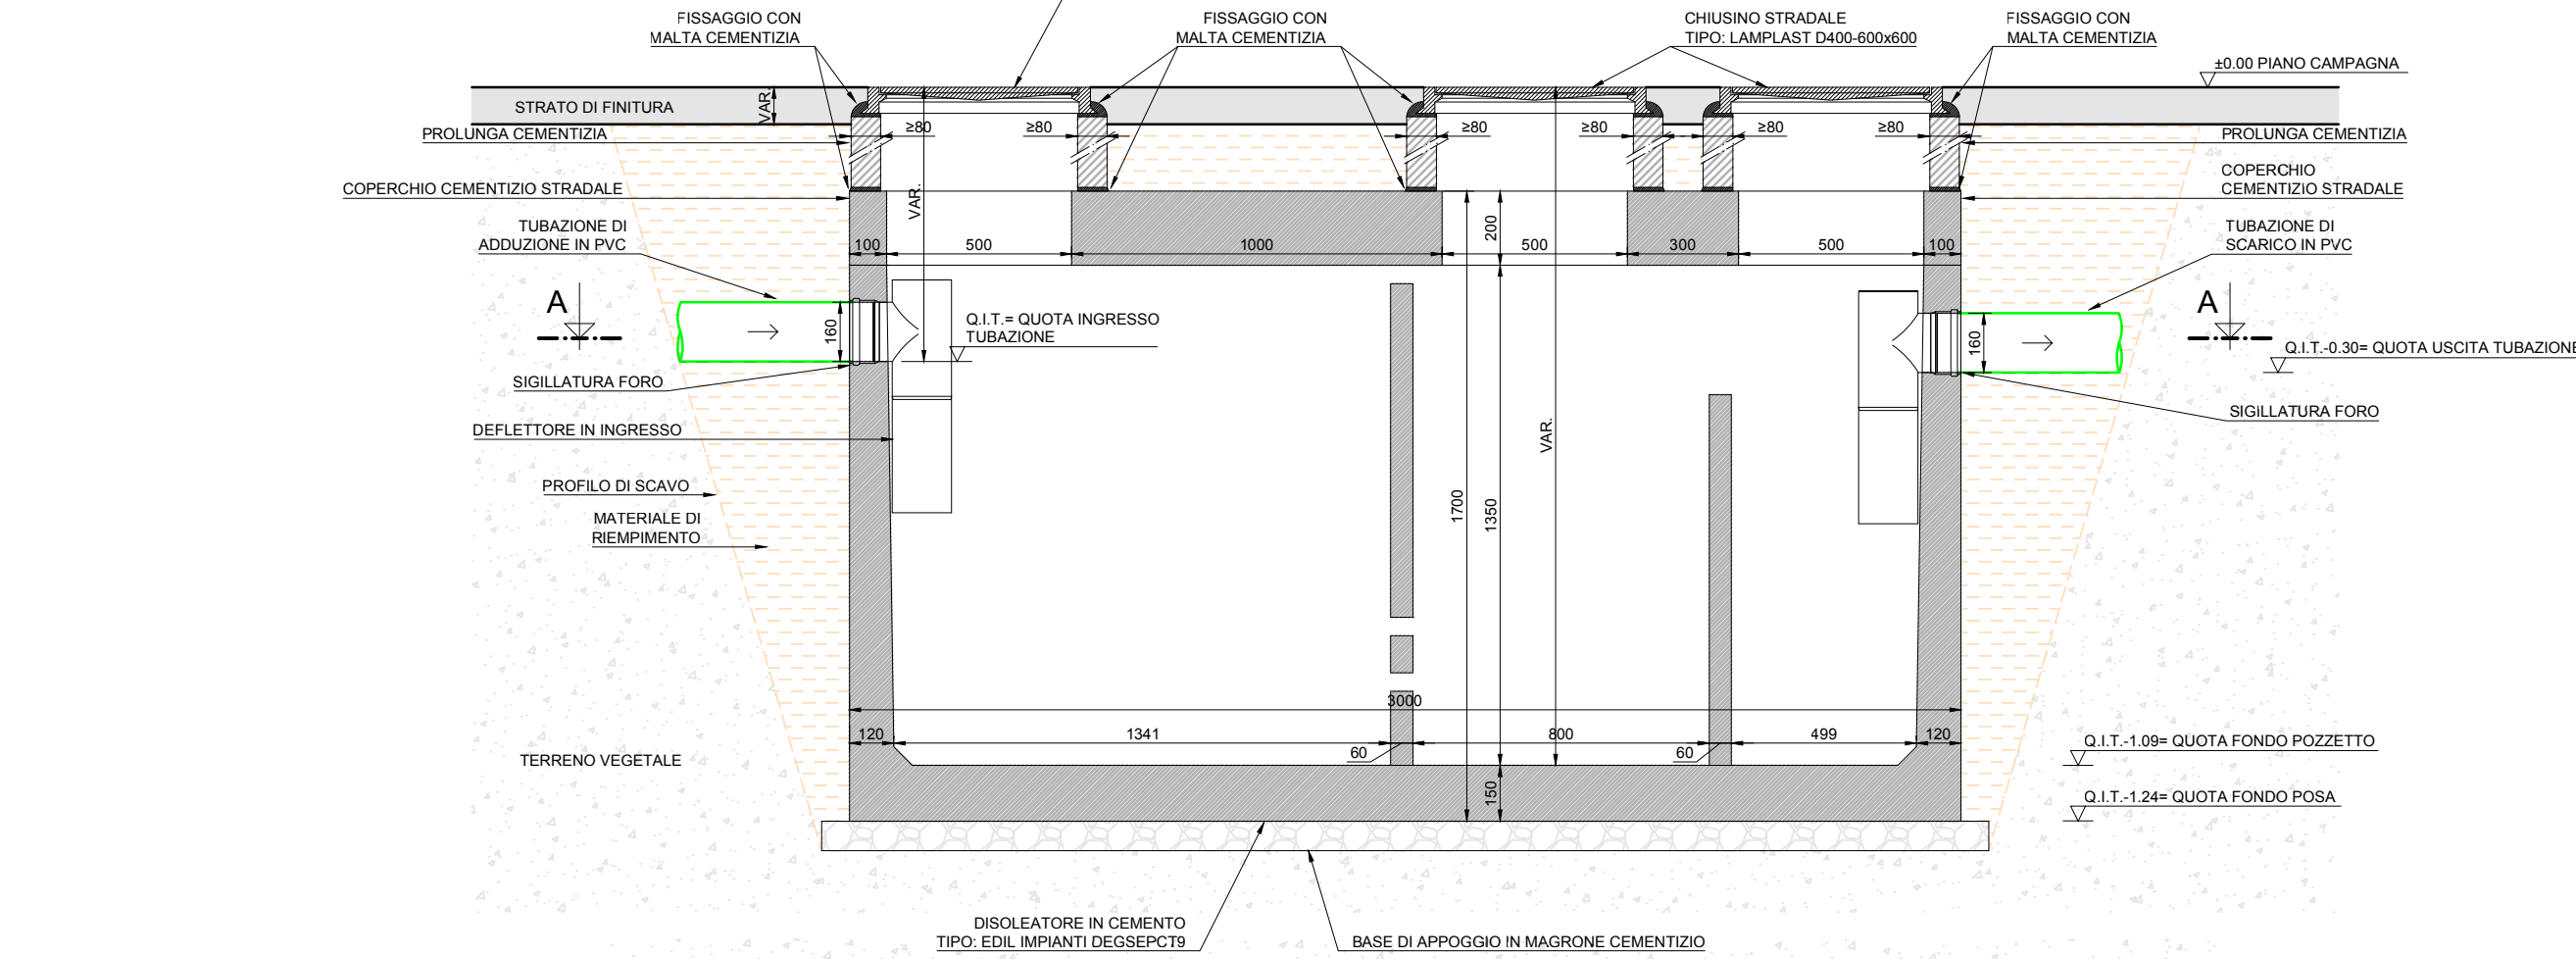 FISSAGGIO CON
MALTA CEMENTIZIA
FISSAGGIO CON
MALTA CEMENTIZIA
CHIUSINO STRADALE
TIPO: LAMPLAST D400-600x600
FISSAGGIO CON
MALTA CEMENTIZIA
±0.00 PIANO CAMPAGNA
STRATO DI FINITURA
VAR.
PROLUNGA CEMENTIZIA
≥80
≥80
≥80
≥80
≥80
≥80
PROLUNGA CEMENTIZIA
COPERCHIO CEMENTIZIO STRADALE
COPERCHIO
CEMENTIZIO STRADALE
VAR.
200
TUBAZIONE DI
ADDUZIONE IN PVC
TUBAZIONE DI
SCARICO IN PVC
100
500
1000
500
300
500
100
A
A
160
Q.I.T.= QUOTA INGRESSO
TUBAZIONE
160
Q.I.T.-0.30= QUOTA USCITA TUBAZIONE
SIGILLATURA FORO
SIGILLATURA FORO
DEFLETTORE IN INGRESSO
VAR.
PROFILO DI SCAVO
1700
1350
MATERIALE DI
RIEMPIMENTO
3000
120
1341
60
800
60
499
120
TERRENO VEGETALE
Q.I.T.-1.09= QUOTA FONDO POZZETTO
150
Q.I.T.-1.24= QUOTA FONDO POSA
DISOLEATORE IN CEMENTO
TIPO: EDIL IMPIANTI DEGSEPCT9
BASE DI APPOGGIO IN MAGRONE CEMENTIZIO